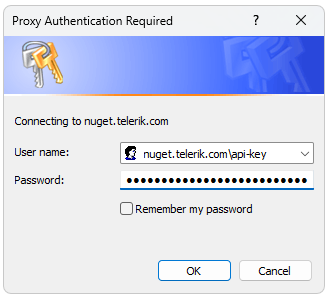 Proxy Authentication Required
Connecting to nuget.telerik.com
User name: nuget.telerik.com\api-key
Password: ●●●●●●●●●●●●●●●●●●●●●●●●●●
Remember my password
OK Cancel